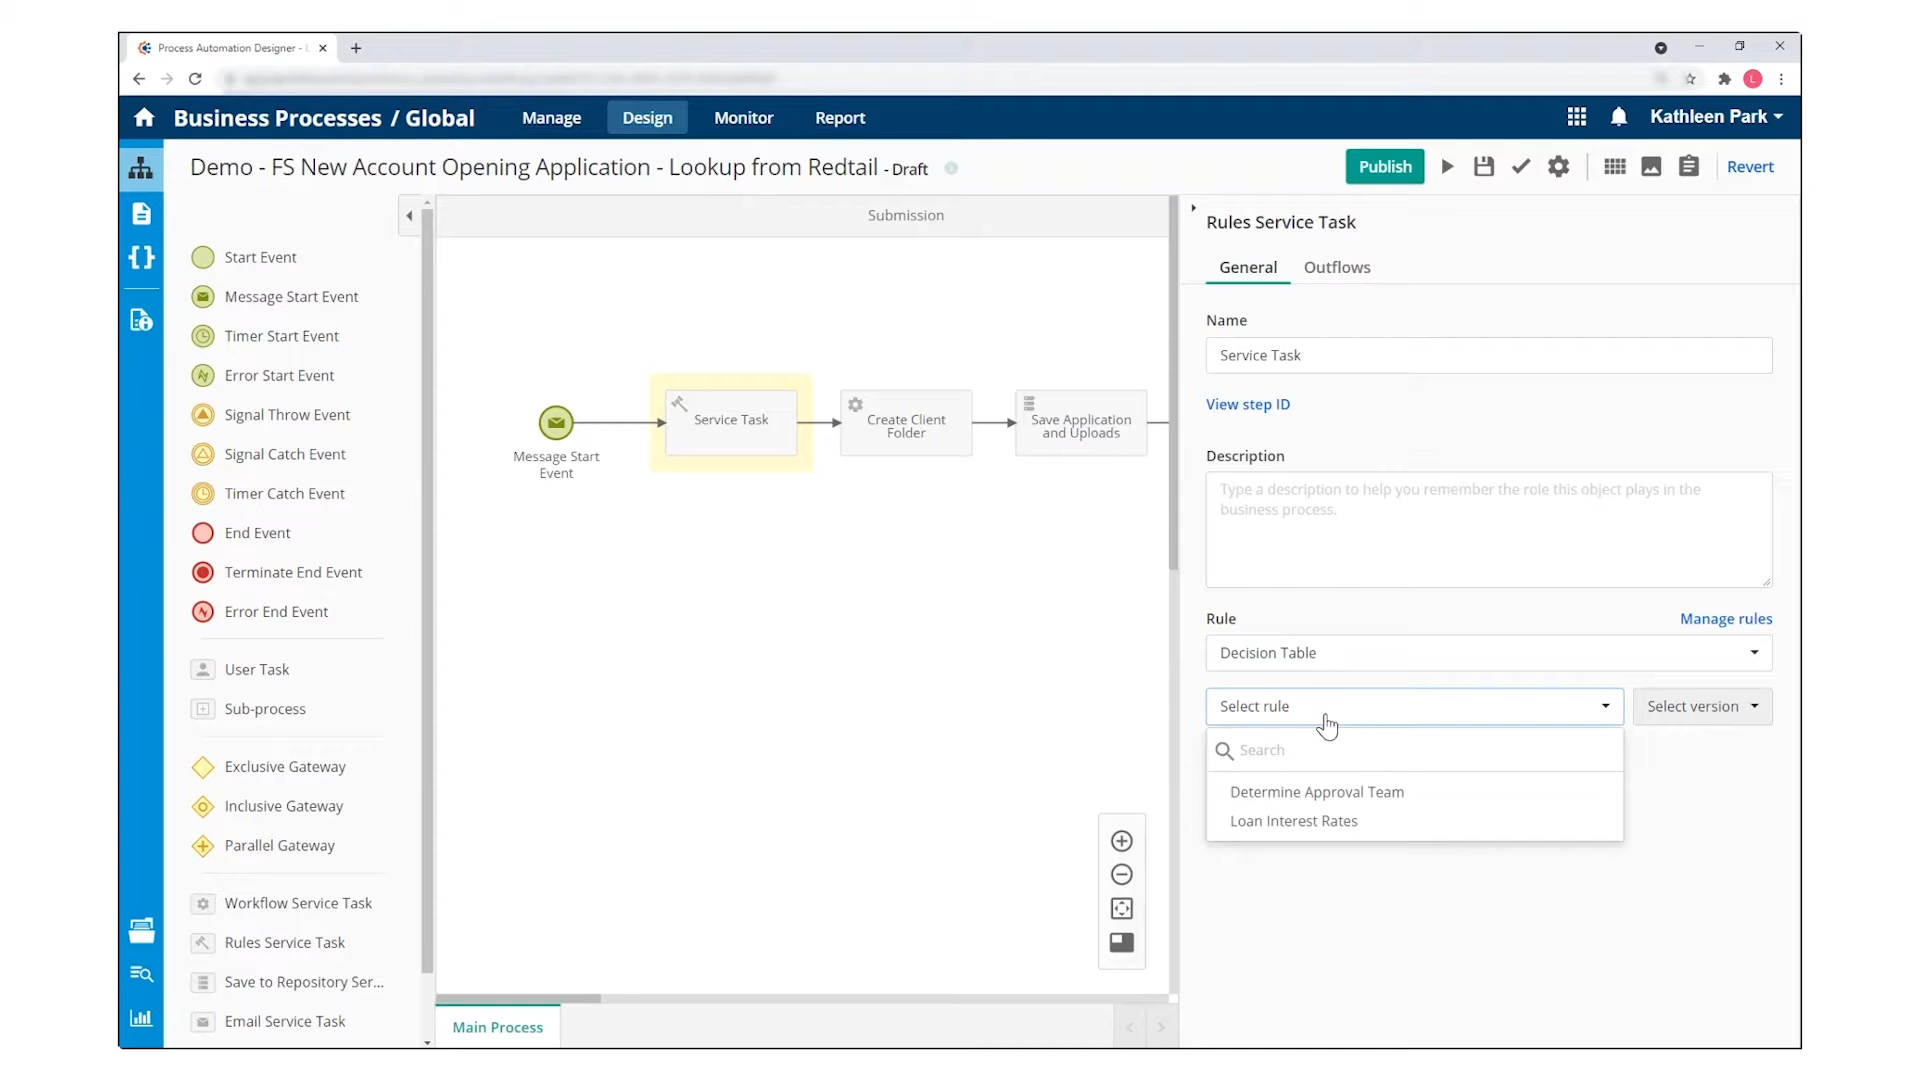 Process Automation Designer - L
Business Processes / Global
Manage
Design
Monitor
Report
Kathleen Park
Demo - FS New Account Opening Application - Lookup from Redtail - Draft
Publish
Revert
Start Event
Message Start Event
Timer Start Event
Error Start Event
Signal Throw Event
Signal Catch Event
Timer Catch Event
End Event
Terminate End Event
Error End Event
User Task
Sub-process
Exclusive Gateway
Inclusive Gateway
Parallel Gateway
Workflow Service Task
Rules Service Task
Save to Repository Ser...
Email Service Task
Submission
Message Start
Event
Service Task
Create Client
Folder
Save Application
and Uploads
Main Process
Rules Service Task
General
Outflows
Name
Service Task
View step ID
Description
Type a description to help you remember the role this object plays in the
business process.
Rule
Manage rules
Decision Table
Select rule
Select version
Search
Determine Approval Team
Loan Interest Rates